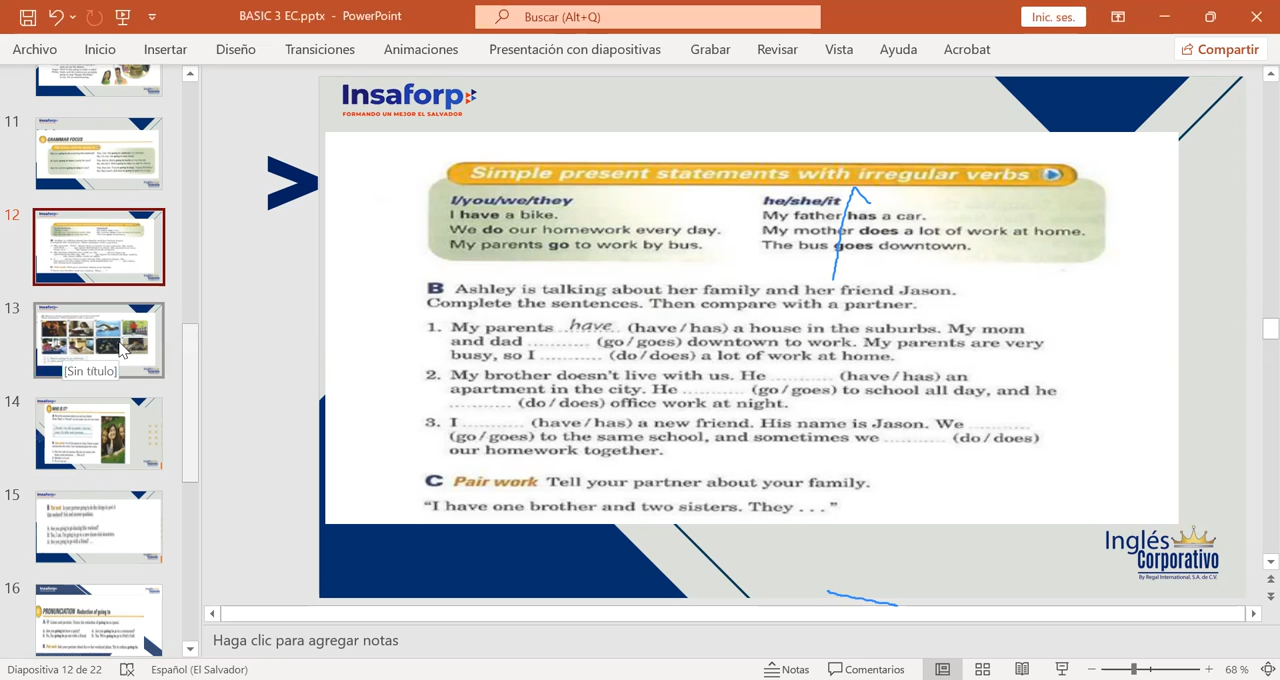 BASIC 3 EC.pptx - PowerPoint
Buscar (Alt+Q)
Inic. ses.
Archivo Inicio Insertar Diseño Transiciones Animaciones Presentación con diapositivas Grabar Revisar Vista Ayuda Acrobat Compartir
11
GRAMMAR FOCUS
12
13
[Sin título]
14
WHO IS IT?
15
16
PRONUNCIATION Reduction of going to
Insaforp
FORMANDO UN MEJOR EL SALVADOR
Simple present statements with irregular verbs
I/you/we/they
I have a bike.
We do our homework every day.
My parents go to work by bus.
he/she/it
My father has a car.
My mother does a lot of work at home.
The bus goes downtown.
B Ashley is talking about her family and her friend Jason.
Complete the sentences. Then compare with a partner.
1. My parents have (have/has) a house in the suburbs. My mom
and dad .......... (go/goes) downtown to work. My parents are very
busy, so I .......... (do/does) a lot of work at home.
2. My brother doesn't live with us. He .......... (have/has) an
apartment in the city. He .......... (go/goes) to school all day, and he
.......... (do/does) office work at night.
3. I .......... (have/has) a new friend. His name is Jason. We ..........
(go/goes) to the same school, and sometimes we .......... (do/does)
our homework together.
C Pair work Tell your partner about your family.
“I have one brother and two sisters. They . . . ”
Inglés
Corporativo
By Regal International, S.A. de C.V.
Haga clic para agregar notas
Diapositiva 12 de 22 Español (El Salvador) Notas Comentarios 68 %